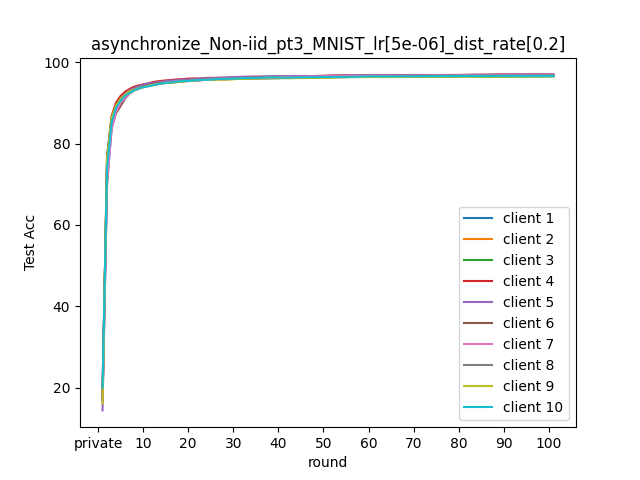 asynchronize_Non-iid_pt3_MNIST_lr[5e-06]_dist_rate[0.2]
100
80
60
40
20
Test Acc
client 1
client 2
client 3
client 4
client 5
client 6
client 7
client 8
client 9
client 10
private 10 20 30 40 50 60 70 80 90 100
round